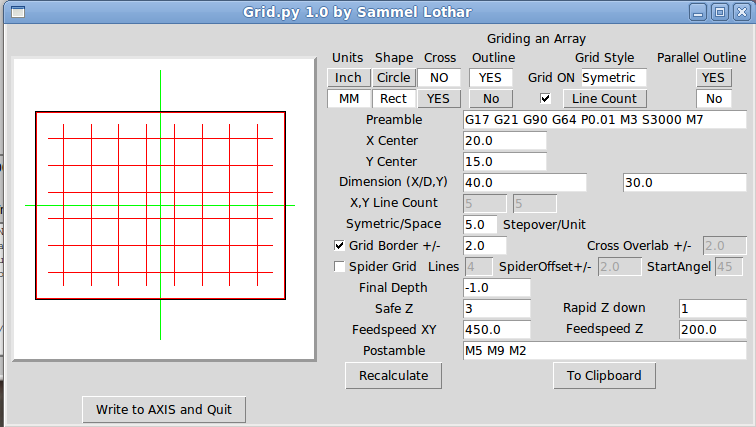 Grid.py 1.0 by Sammel Lothar
Griding an Array
Units Shape Cross Outline Grid Style Parallel Outline
Inch Circle NO YES Grid ON Symetric YES
MM Rect YES No Line Count No
Preamble G17 G21 G90 G64 P0.01 M3 S3000 M7
X Center 20.0
Y Center 15.0
Dimension (X/D,Y) 40.0 30.0
X,Y Line Count 5 5
Symetric/Space 5.0 Stepover/Unit
Grid Border +/- 2.0 Cross Overlab +/- 2.0
Spider Grid Lines 4 SpiderOffset+/- 2.0 StartAngel 45
Final Depth -1.0
Safe Z 3 Rapid Z down 1
Feedspeed XY 450.0 Feedspeed Z 200.0
Postamble M5 M9 M2
Recalculate To Clipboard
Write to AXIS and Quit